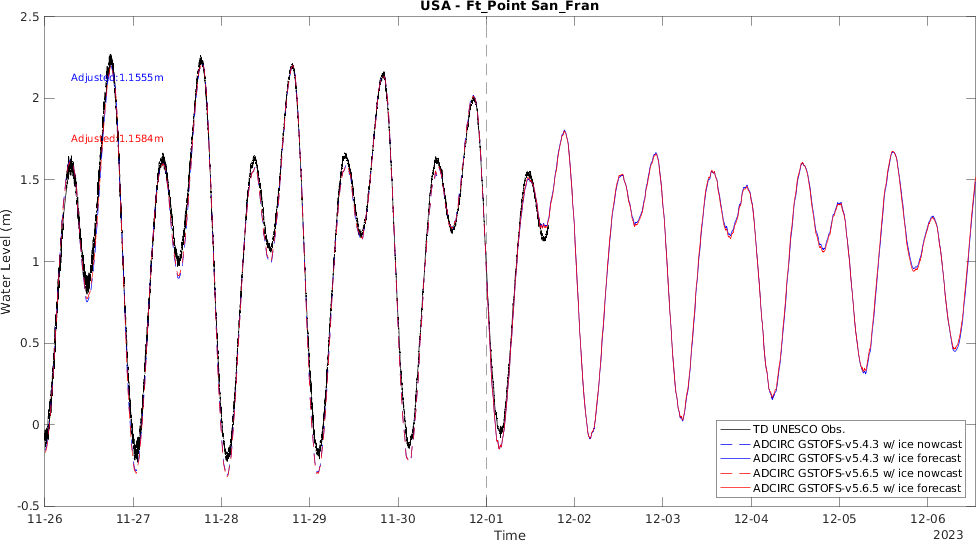 USA - Ft_Point San_Fran
2.5
2
1.5
1
0.5
0
-0.5
Water Level (m)
Adjusted:1.1555m
Adjusted:1.1584m
TD UNESCO Obs.
ADCIRC GSTOFS-v5.4.3 w/ ice nowcast
ADCIRC GSTOFS-v5.4.3 w/ ice forecast
ADCIRC GSTOFS-v5.6.5 w/ ice nowcast
ADCIRC GSTOFS-v5.6.5 w/ ice forecast
11-26 11-27 11-28 11-29 11-30 12-01 12-02 12-03 12-04 12-05 12-06
Time
2023